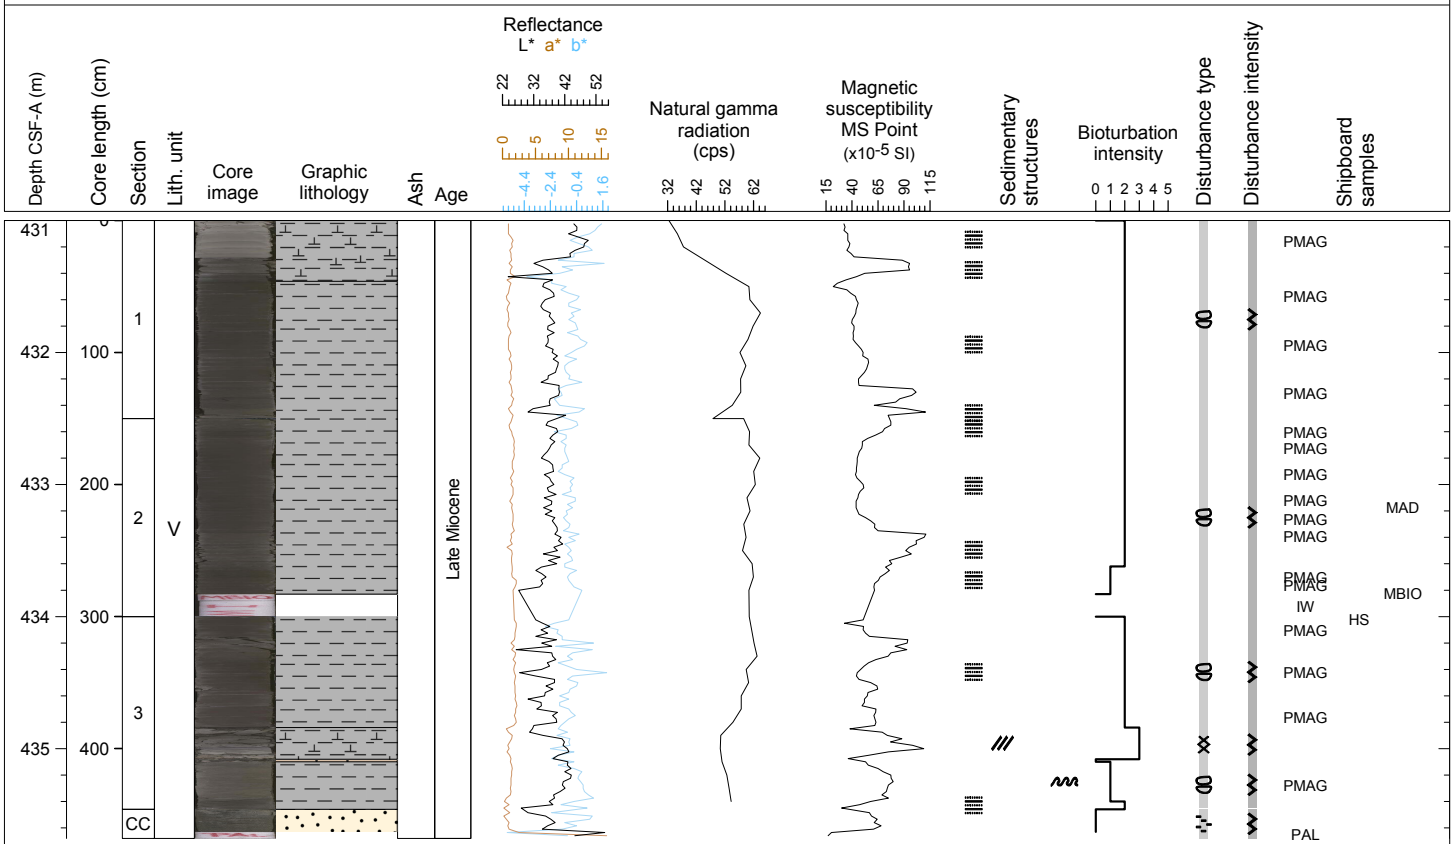 Depth CSF-A (m)
Core length (cm)
Section
Lith. unit
Core
image
Graphic
lithology
Ash
Age
Reflectance
L* a* b*
22 32 42 52
0 5 10 15
-4.4 -2.4 -0.4 1.6
Natural gamma
radiation
(cps)
32 42 52 62
Magnetic
susceptibility
MS Point
(x10-5 SI)
15 40 65 90 115
Sedimentary
structures
Bioturbation
intensity
0 1 2 3 4 5
Disturbance type
Disturbance intensity
Shipboard
samples
431
0
PMAG
PMAG
1
432
100
PMAG
PMAG
PMAG
PMAG
433
200
PMAG
PMAG
MAD
2
V
Late Miocene
PMAG
PMAG
PMAG
PMAG
MBIO
IW
434
300
HS
PMAG
PMAG
3
PMAG
435
400
PMAG
CC
PAL